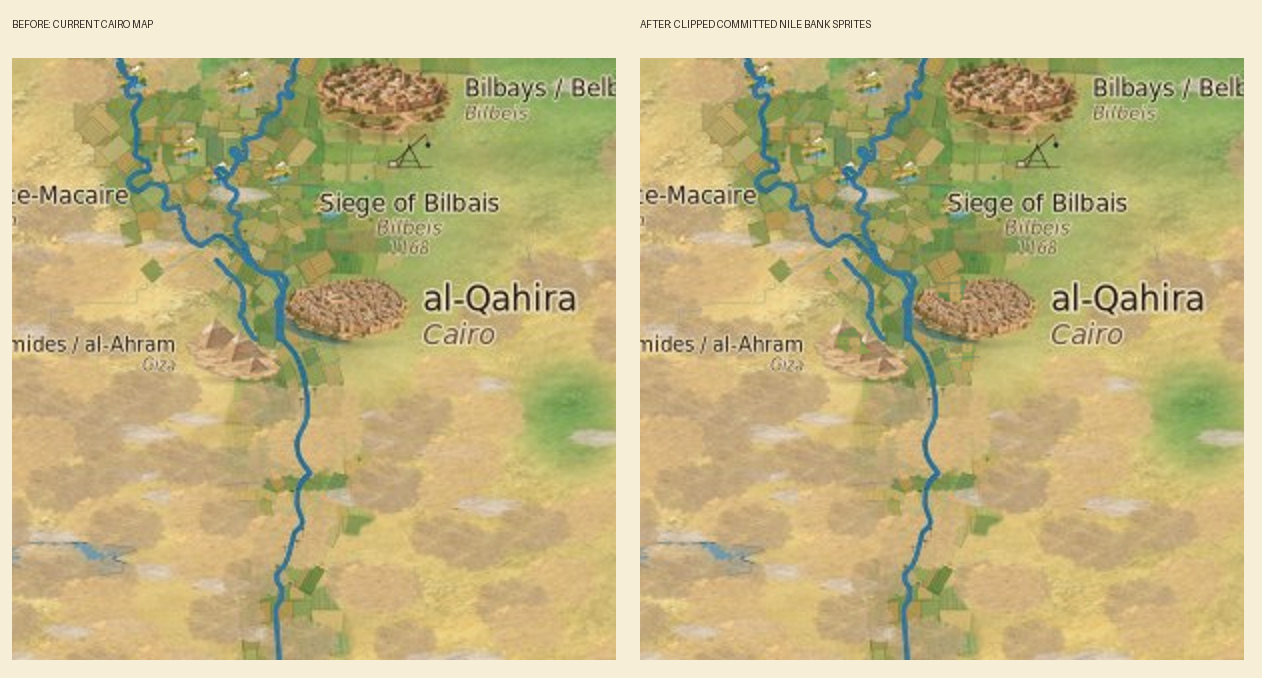 BEFORE: CURRENT CAIRO MAP
AFTER: CLIPPED COMMITTED NILE BANK SPRITES
Bilbays / Belb
Bilbeis
te-Macaire
Siege of Bilbais
Bilbeis
1168
al-Qahira
Cairo
mides / al-Ahram
Giza
Bilbays / Belb
Bilbeis
te-Macaire
Siege of Bilbais
Bilbeis
1168
al-Qahira
Cairo
mides / al-Ahram
Giza